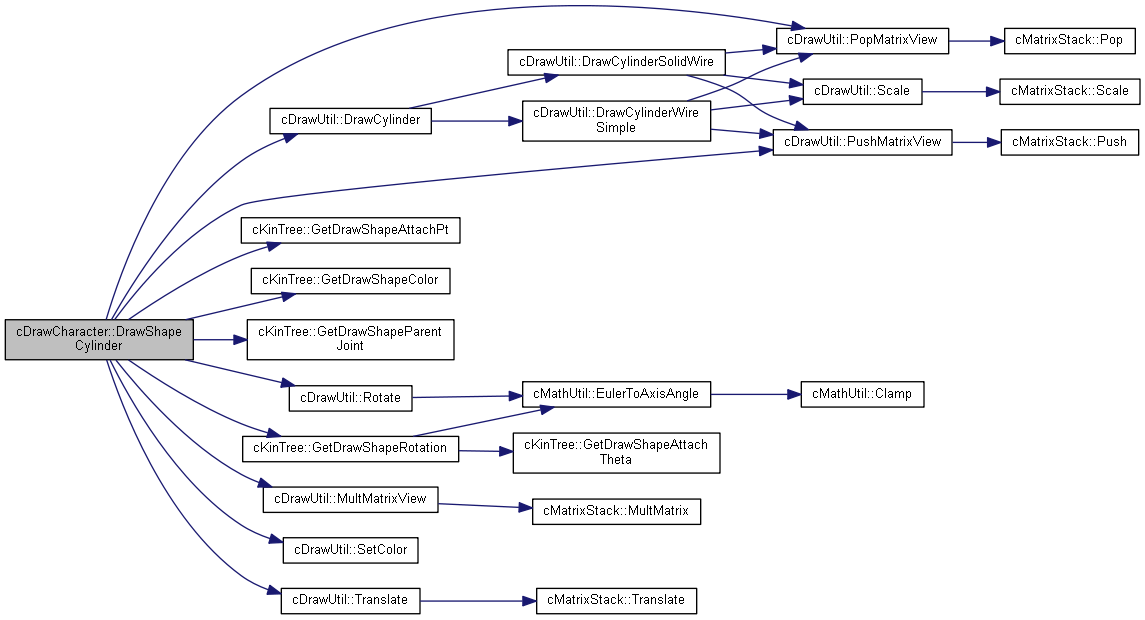 cDrawUtil::PopMatrixView
cMatrixStack::Pop
cDrawUtil::DrawCylinderSolidWire
cDrawUtil::Scale
cMatrixStack::Scale
cDrawUtil::DrawCylinder
cDrawUtil::DrawCylinderWire
Simple
cDrawUtil::PushMatrixView
cMatrixStack::Push
cKinTree::GetDrawShapeAttachPt
cKinTree::GetDrawShapeColor
cDrawCharacter::DrawShape
Cylinder
cKinTree::GetDrawShapeParent
Joint
cDrawUtil::Rotate
cMathUtil::EulerToAxisAngle
cMathUtil::Clamp
cKinTree::GetDrawShapeRotation
cKinTree::GetDrawShapeAttach
Theta
cDrawUtil::MultMatrixView
cMatrixStack::MultMatrix
cDrawUtil::SetColor
cDrawUtil::Translate
cMatrixStack::Translate